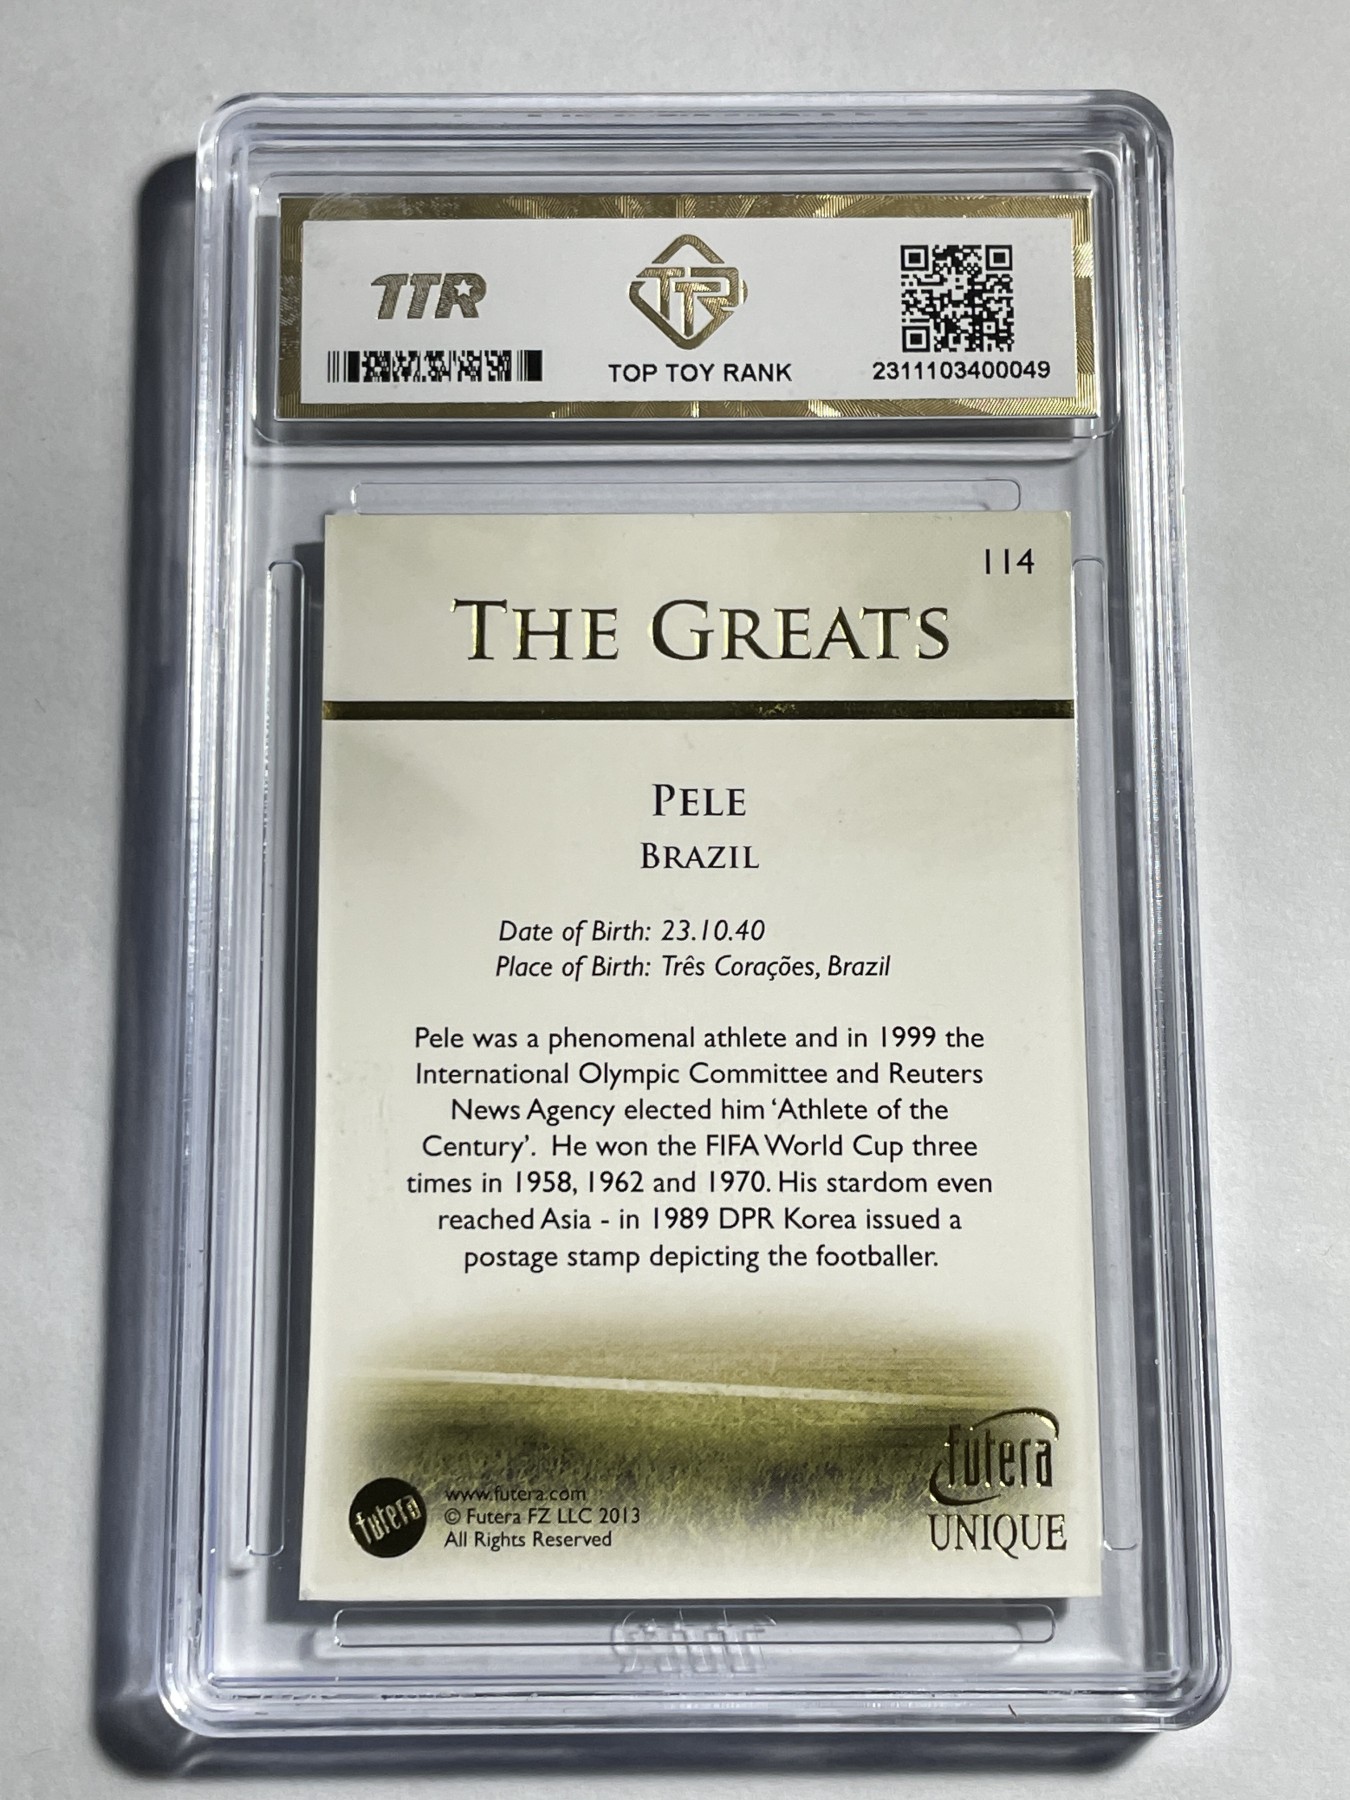 TTR
TTR
TOP TOY RANK
2311103400049
114
THE GREATS
PELE
BRAZIL
Date of Birth: 23.10.40
Place of Birth: Três Corações, Brazil
Pele was a phenomenal athlete and in 1999 the
International Olympic Committee and Reuters
News Agency elected him ‘Athlete of the
Century’. He won the FIFA World Cup three
times in 1958, 1962 and 1970. His stardom even
reached Asia - in 1989 DPR Korea issued a
postage stamp depicting the footballer.
futera
www.futera.com
© Futera FZ LLC 2013
All Rights Reserved
futera
UNIQUE
TTR